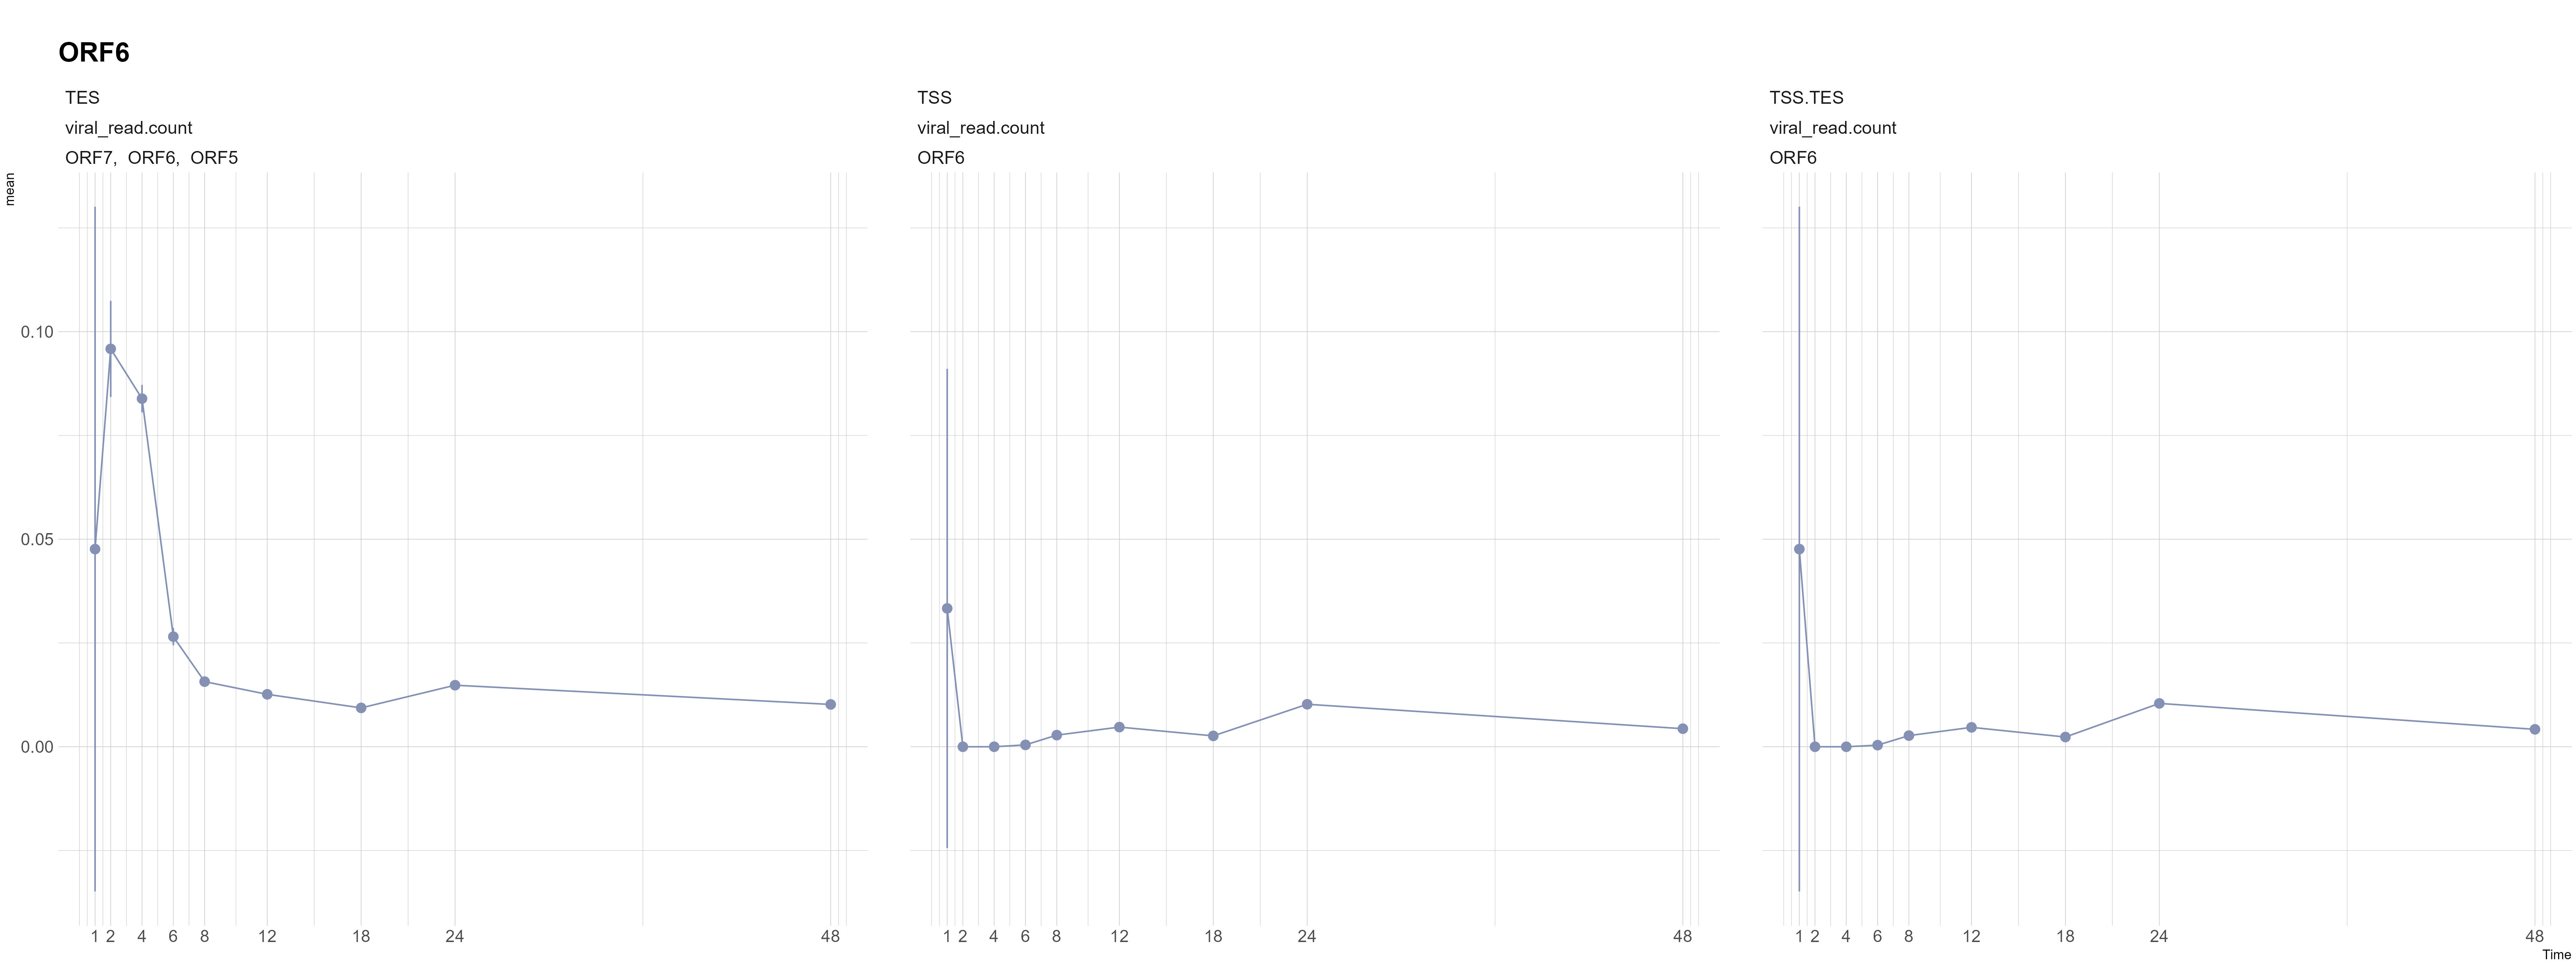 ORF6
TES
viral_read.count
ORF7,  ORF6,  ORF5
TSS
viral_read.count
ORF6
TSS.TES
viral_read.count
ORF6
mean
0.10
0.05
0.00
1 2 4 6 8 12 18 24 48
1 2 4 6 8 12 18 24 48
1 2 4 6 8 12 18 24 48
Time